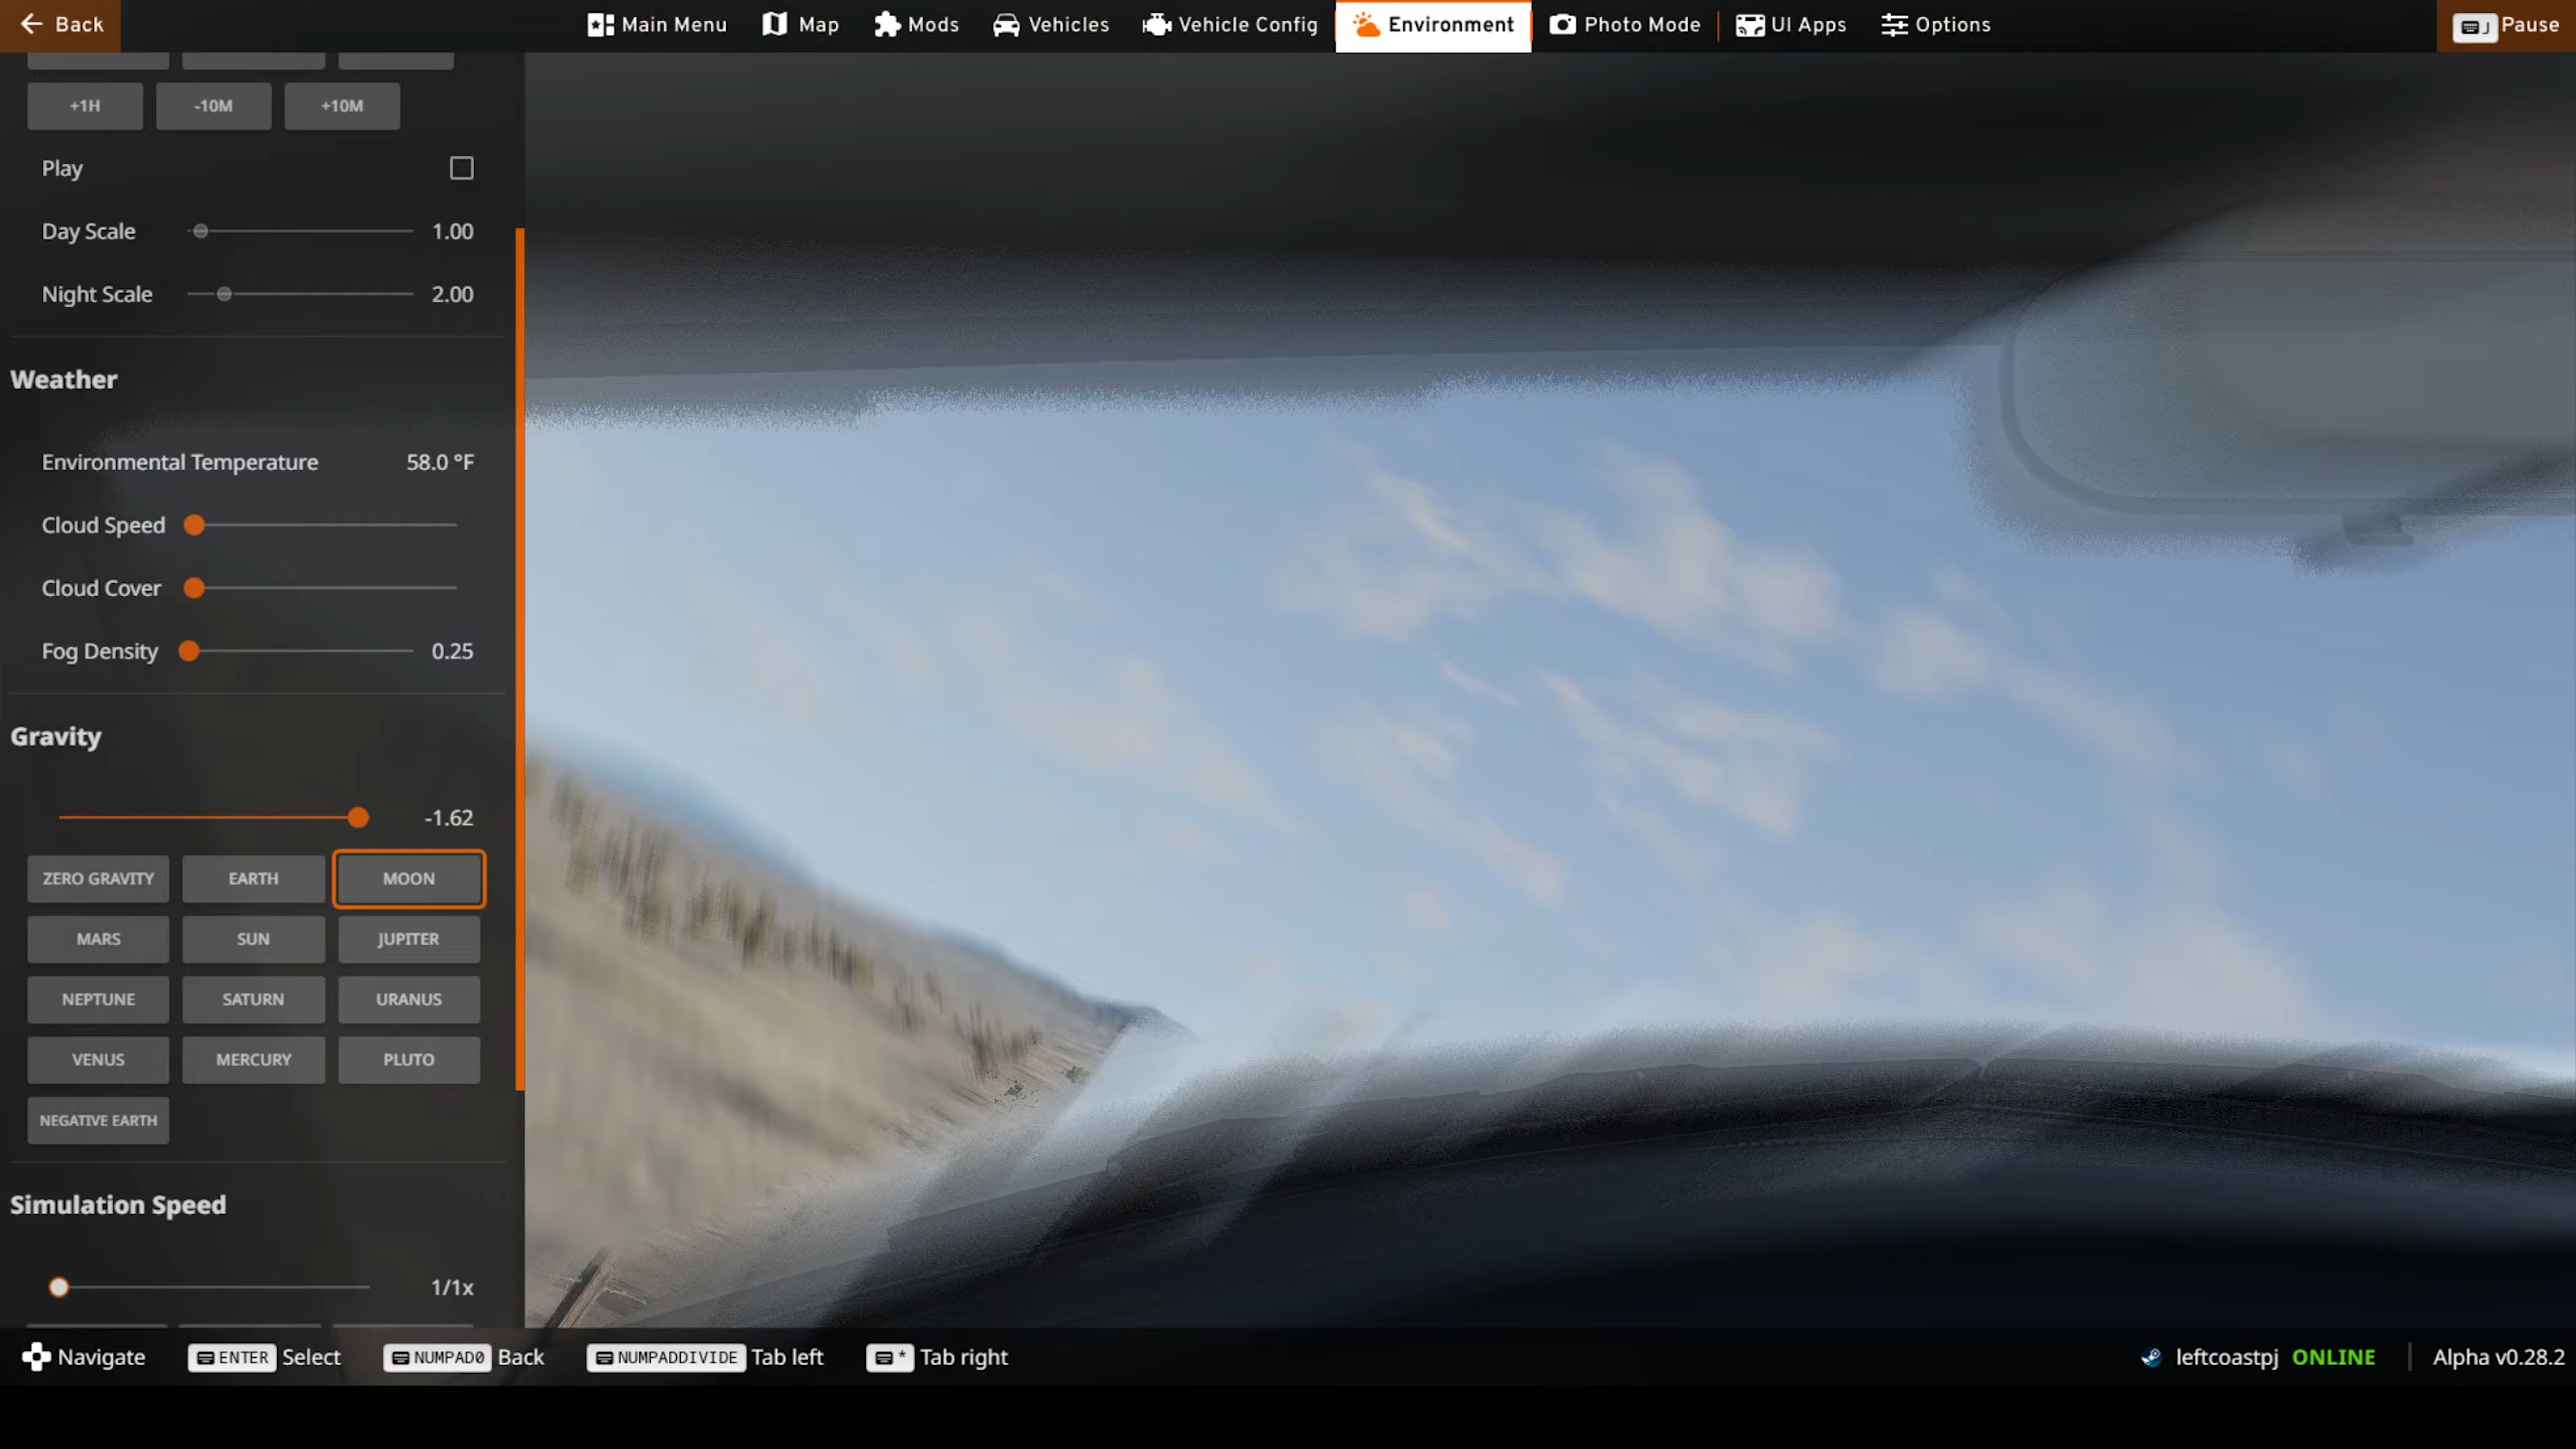 Back
Main Menu
Map
Mods
Vehicles
Vehicle Config
Environment
Photo Mode
UI Apps
Options
J Pause
+1H
-10M
+10M
Play
Day Scale 1.00
Night Scale 2.00
Weather
Environmental Temperature 58.0 °F
Cloud Speed
Cloud Cover
Fog Density 0.25
Gravity
-1.62
ZERO GRAVITY
EARTH
MOON
MARS
SUN
JUPITER
NEPTUNE
SATURN
URANUS
VENUS
MERCURY
PLUTO
NEGATIVE EARTH
Simulation Speed
1/1x
Navigate
ENTER Select
NUMPAD0 Back
NUMPADDIVIDE Tab left
* Tab right
leftcoastpj ONLINE
Alpha v0.28.2